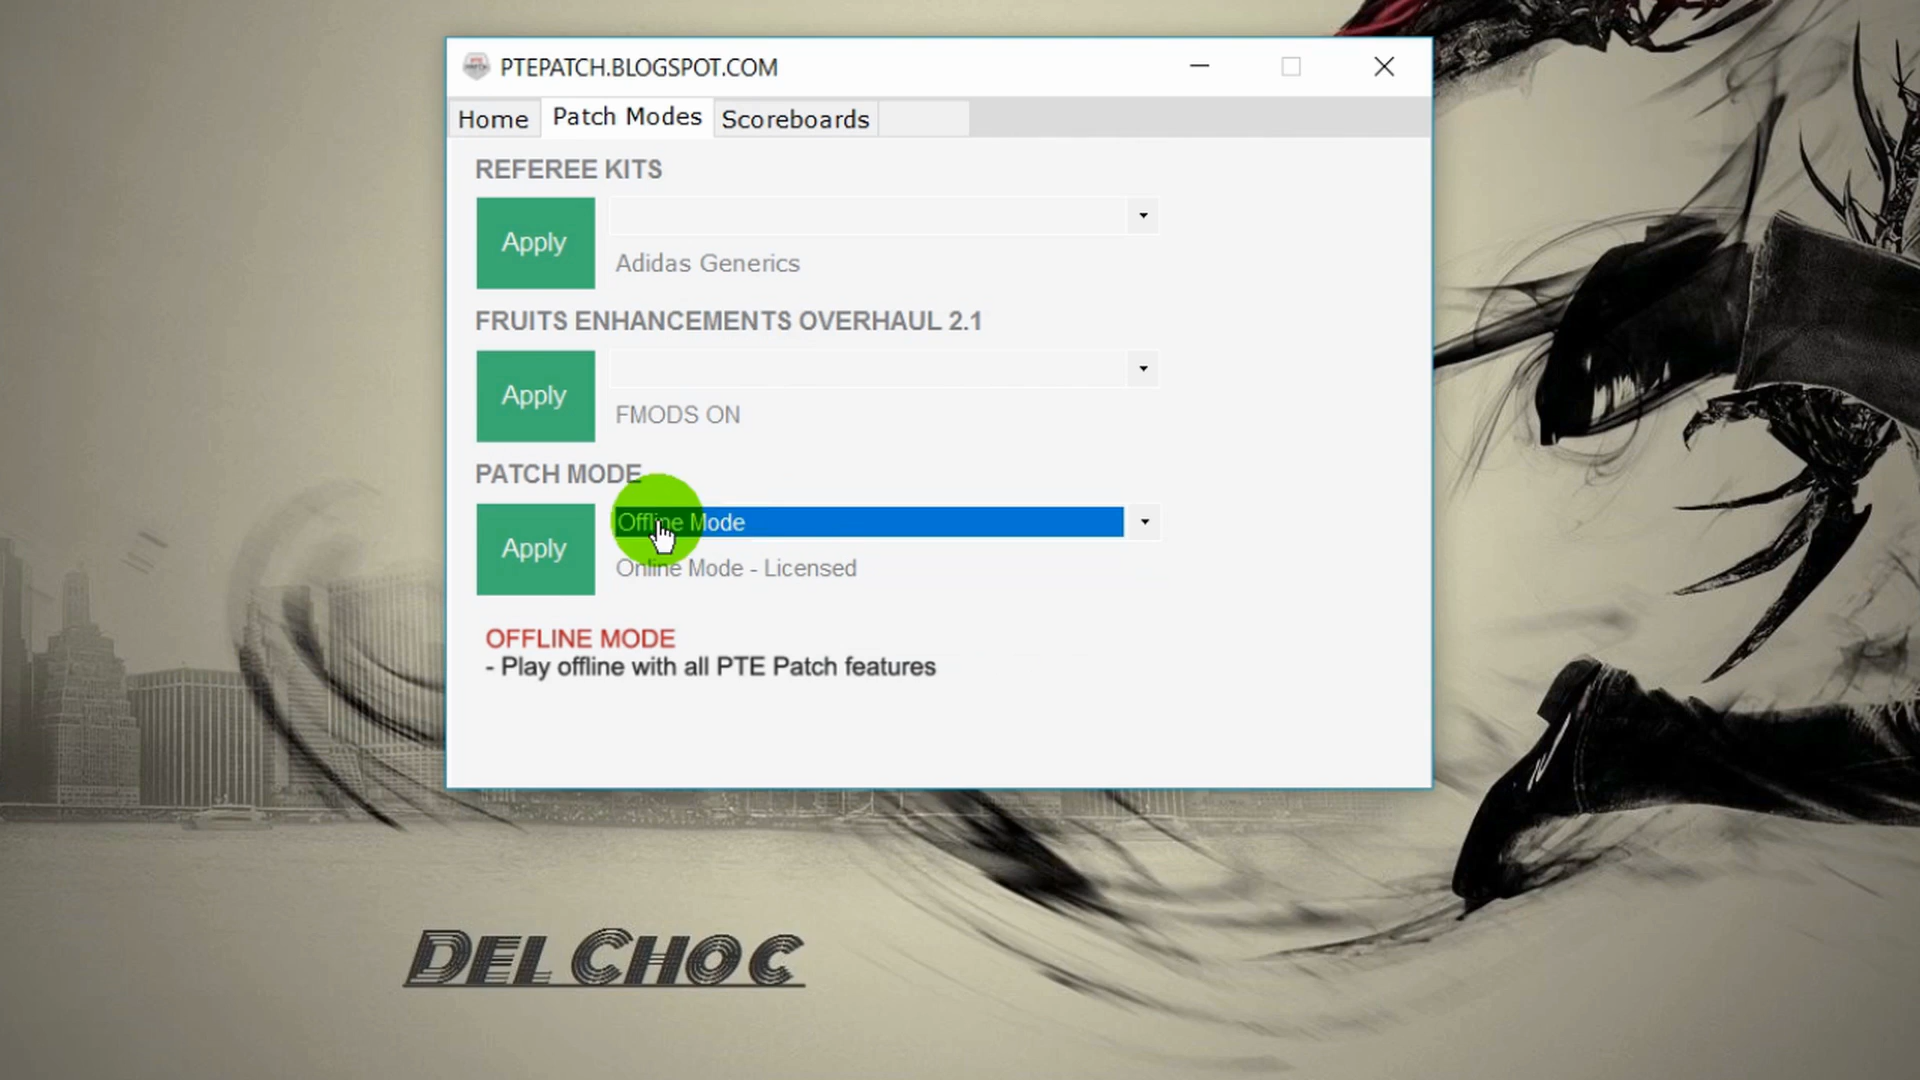 PTEPATCH.BLOGSPOT.COM
Home Patch Modes Scoreboards
REFEREE KITS
Apply
Adidas Generics
FRUITS ENHANCEMENTS OVERHAUL 2.1
Apply
FMODS ON
PATCH MODE
Apply
Offline Mode
Online Mode - Licensed
OFFLINE MODE
- Play offline with all PTE Patch features
DEL CHOC